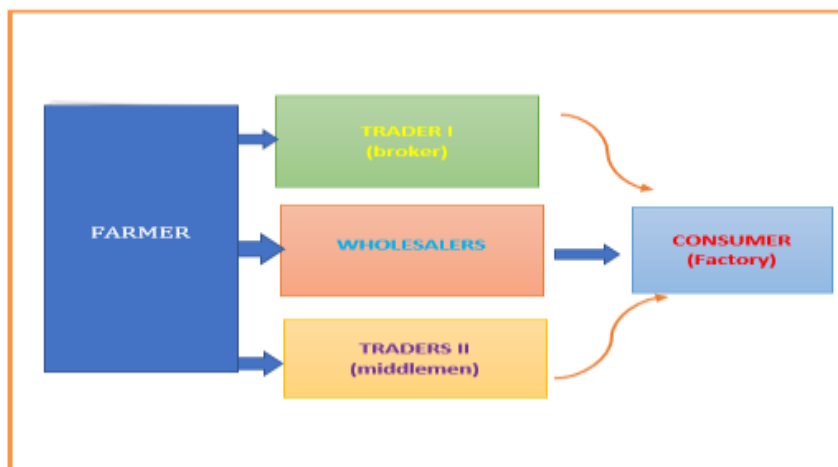 FARMER
TRADER I
(broker)
WHOLESALERS
TRADERS II
(middlemen)
CONSUMER
(Factory)